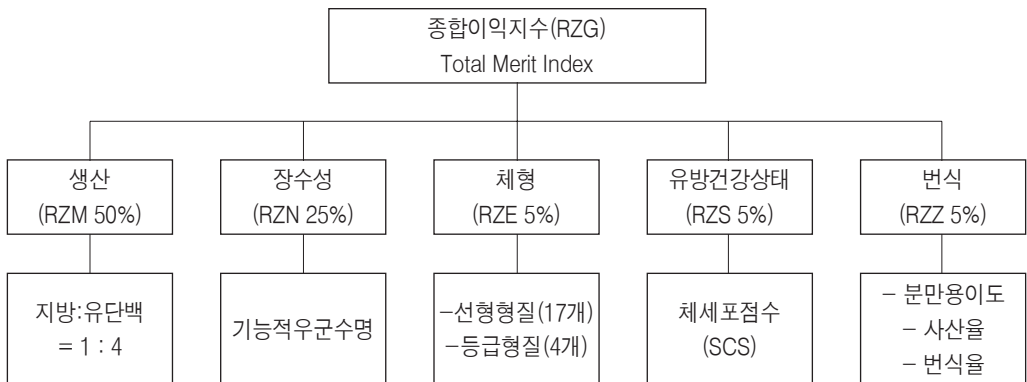 종합이익지수(RZG)
Total Merit Index
생산
(RZM 50%)
장수성
(RZN 25%)
체형
(RZE 5%)
유방건강상태
(RZS 5%)
번식
(RZZ 5%)
지방:유단백
= 1 : 4
기능적우군수명
-선형형질(17개)
-등급형질(4개)
체세포점수
(SCS)
- 분만용이도
- 사산율
- 번식율